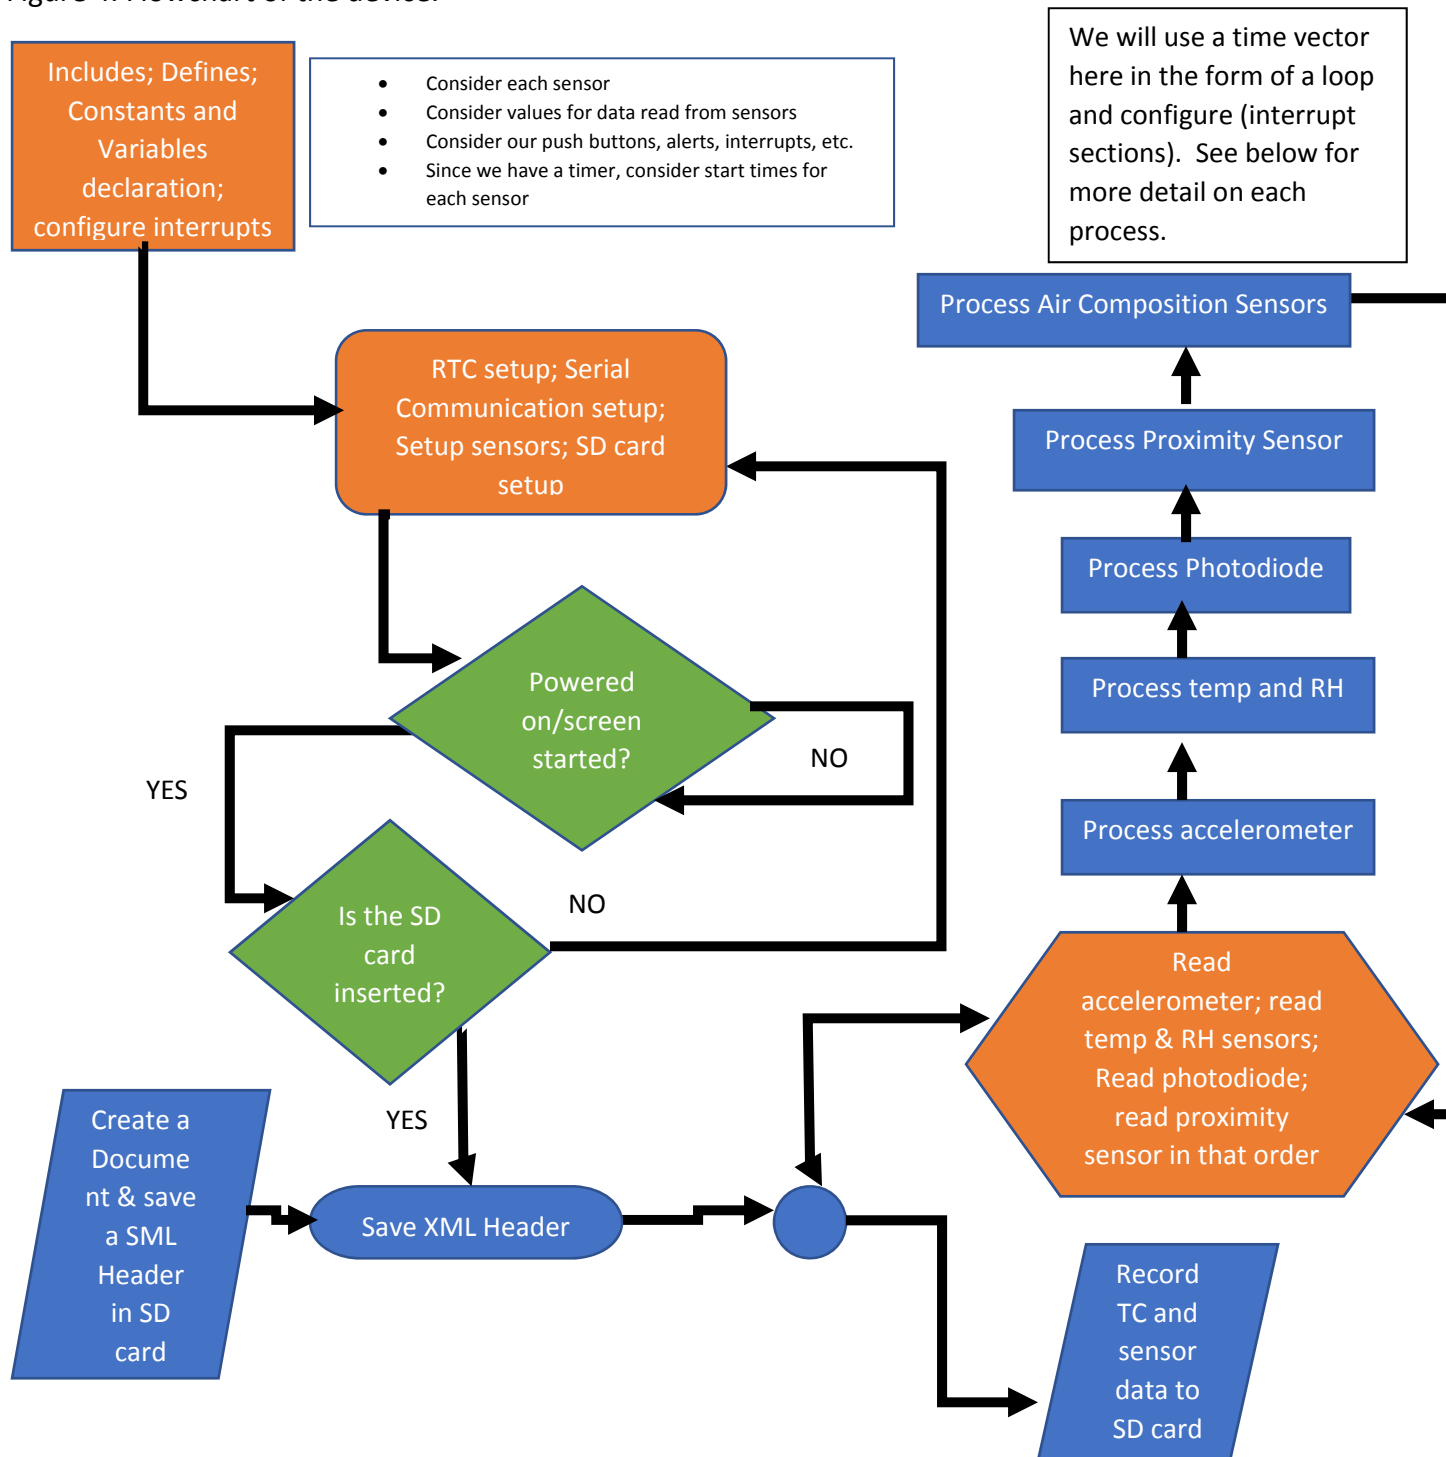 Figure 4: Flowchart of the device.
Includes; Defines;
Constants and
Variables
declaration;
configure interrupts
• Consider each sensor
• Consider values for data read from sensors
• Consider our push buttons, alerts, interrupts, etc.
• Since we have a timer, consider start times for
each sensor
We will use a time vector
here in the form of a loop
and configure (interrupt
sections). See below for
more detail on each
process.
Process Air Composition Sensors
RTC setup; Serial
Communication setup;
Setup sensors; SD card
setup
Process Proximity Sensor
Process Photodiode
Powered
on/screen
started?
NO
YES
Process temp and RH
Process accelerometer
Is the SD
card
inserted?
NO
YES
Read
accelerometer; read
temp & RH sensors;
Read photodiode;
read proximity
sensor in that order
Create a
Docume
nt & save
a SML
Header
in SD
card
Save XML Header
Record
TC and
sensor
data to
SD card